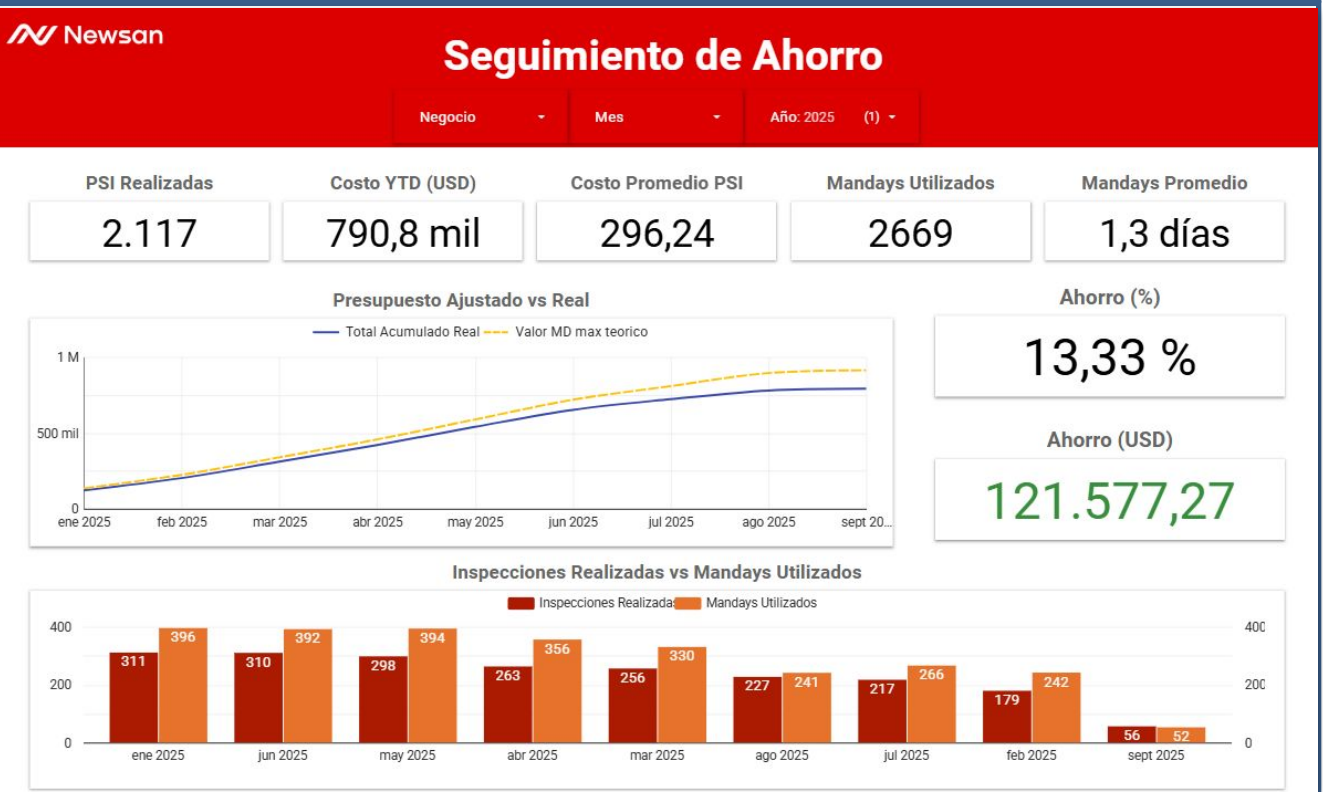 Newsan
Seguimiento de Ahorro
Negocio Mes Año: 2025 (1)
PSI Realizadas Costo YTD (USD) Costo Promedio PSI Mandays Utilizados Mandays Promedio
2.117 790,8 mil 296,24 2669 1,3 días
Presupuesto Ajustado vs Real
Total Acumulado Real Valor MD max teorico
1 M
500 mil
0
ene 2025 feb 2025 mar 2025 abr 2025 may 2025 jun 2025 jul 2025 ago 2025 sept 20...
Ahorro (%)
13,33 %
Ahorro (USD)
121.577,27
Inspecciones Realizadas vs Mandays Utilizados
Inspecciones Realizadas Mandays Utilizados
400 400
311 396 310 392 298 394 263 356 256 330 227 241 217 266 179 242 56 52
200 200
0 0
ene 2025 jun 2025 may 2025 abr 2025 mar 2025 ago 2025 jul 2025 feb 2025 sept 2025